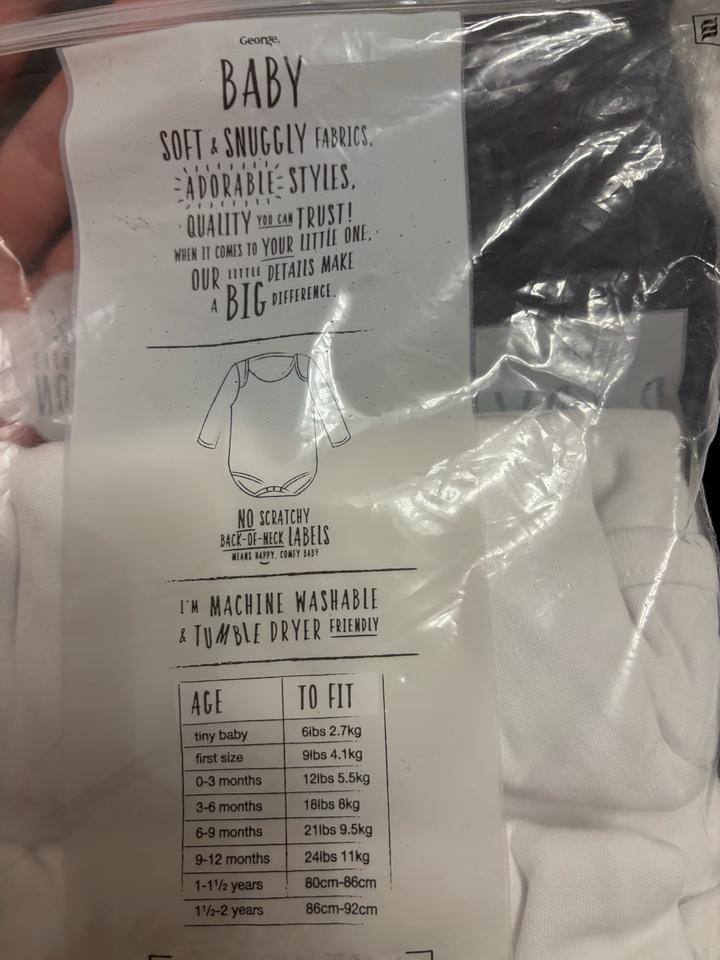 George.
BABY
SOFT & SNUGGLY FABRICS,
ADORABLE STYLES,
QUALITY YOU CAN TRUST!
WHEN IT COMES TO YOUR LITTLE ONE,
OUR LITTLE DETAILS MAKE
A BIG DIFFERENCE.
NO SCRATCHY
BACK-OF-NECK LABELS
MEANS HAPPY, COMFY BABY
I'M MACHINE WASHABLE
& TUMBLE DRYER FRIENDLY
AGE TO FIT
tiny baby 6lbs 2.7kg
first size 9lbs 4.1kg
0-3 months 12lbs 5.5kg
3-6 months 18lbs 8kg
6-9 months 21lbs 9.5kg
9-12 months 24lbs 11kg
1-1½ years 80cm-86cm
1½-2 years 86cm-92cm